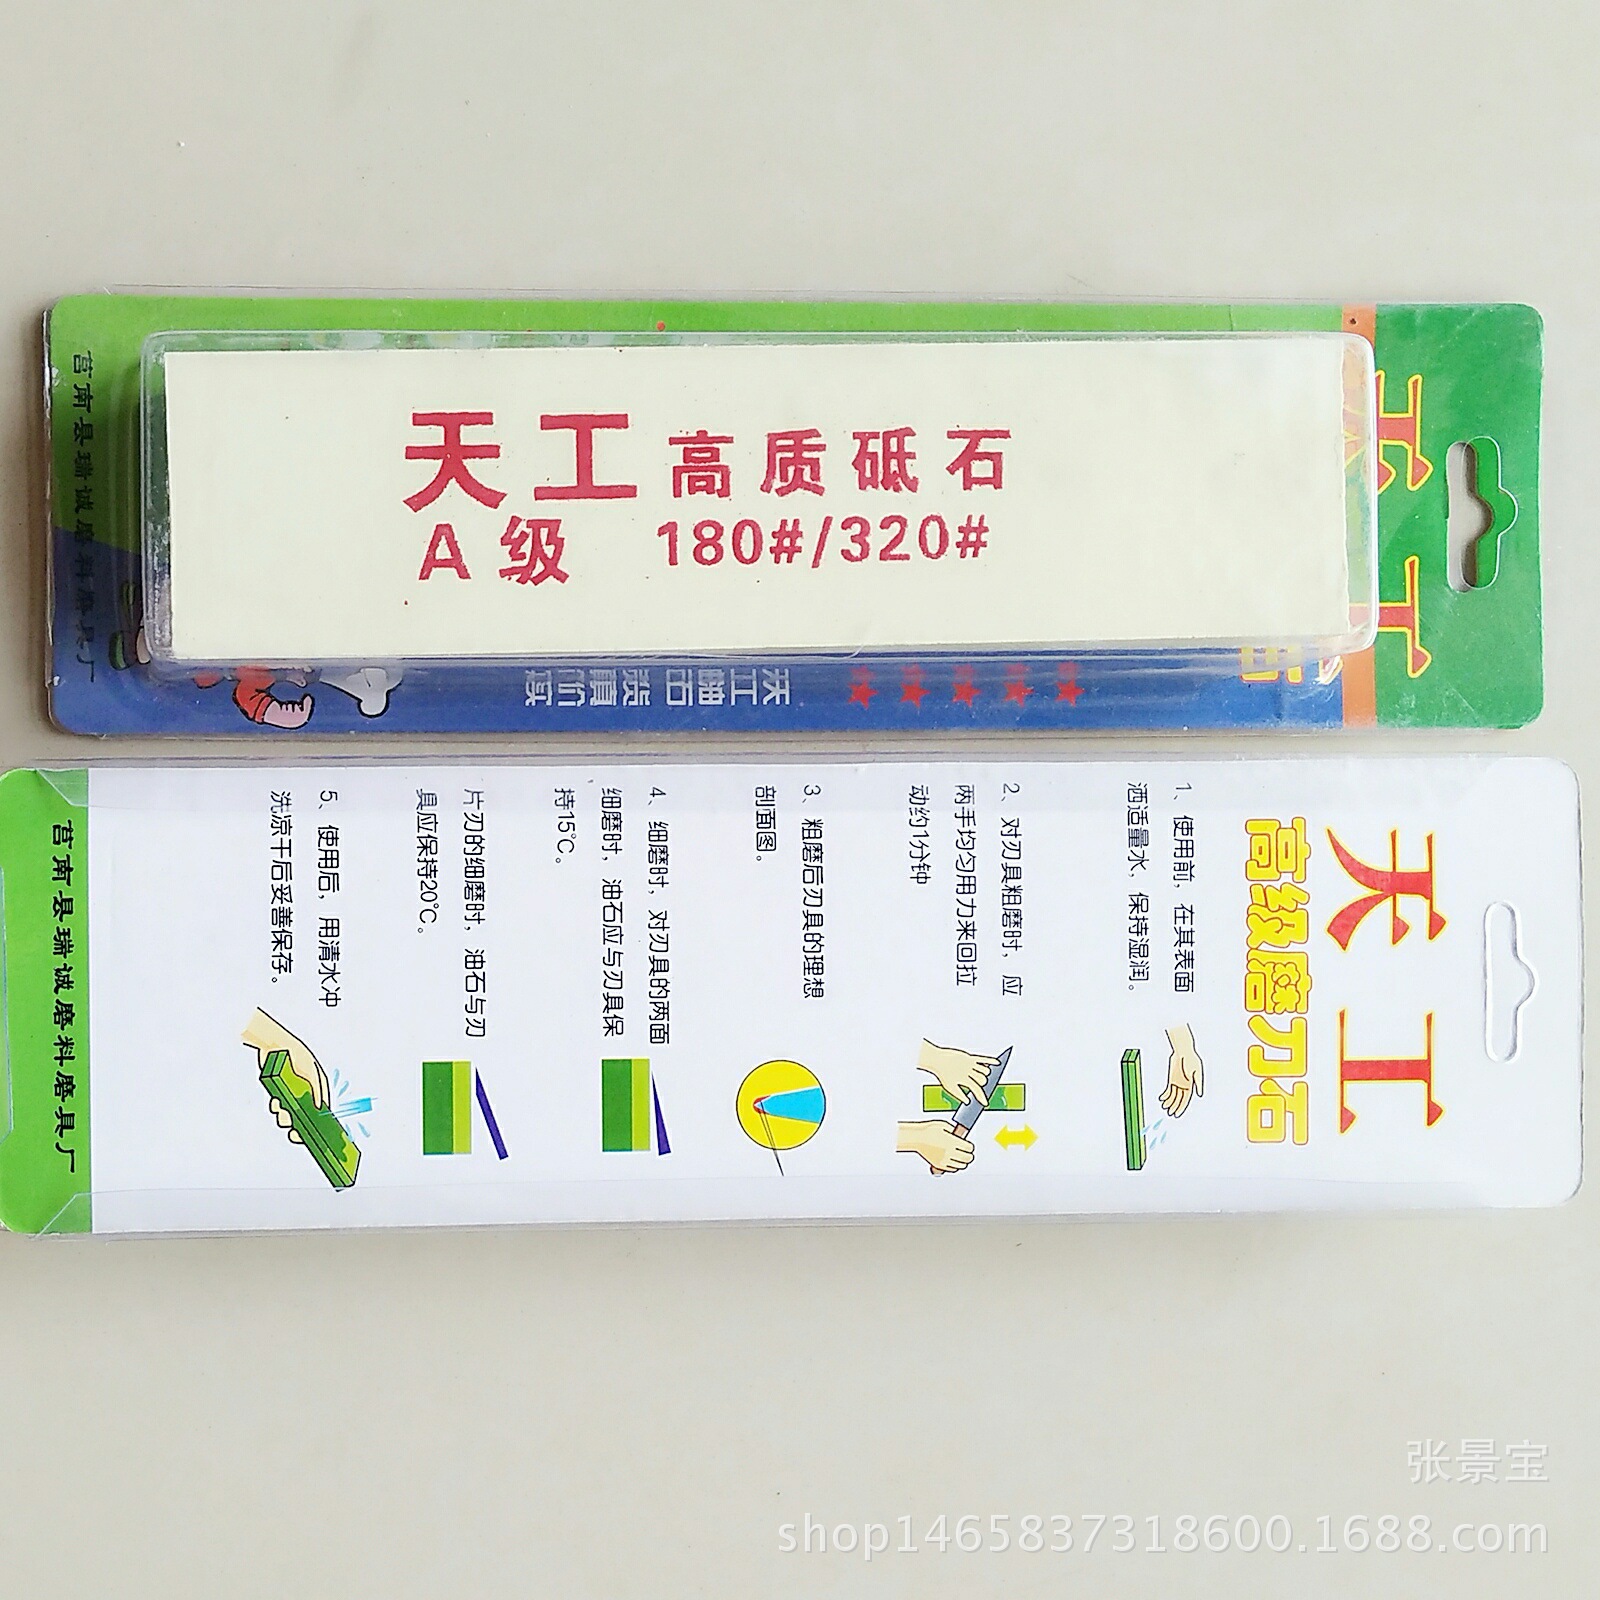 天工高质砥石
A级 180#/320#
天工
★★★★★
莒南县瑞诚磨料磨具厂
天工
高级磨刀石
1、使用前，在其表面
洒适量水，保持湿润。
2、对刃具粗磨时，应
两手均匀用力来回拉
动约1分钟
3、粗磨后刃具的理想
剖面图。
4、细磨时，对刃具的两面
细磨时，油石应与刃具保
持15℃。
片刃的细磨时，油石与刃
具应保持20℃。
5、使用后，用清水冲
洗凉干后妥善保存。
莒南县瑞诚磨料磨具厂
张景宝
shop1465837318600.1688.com